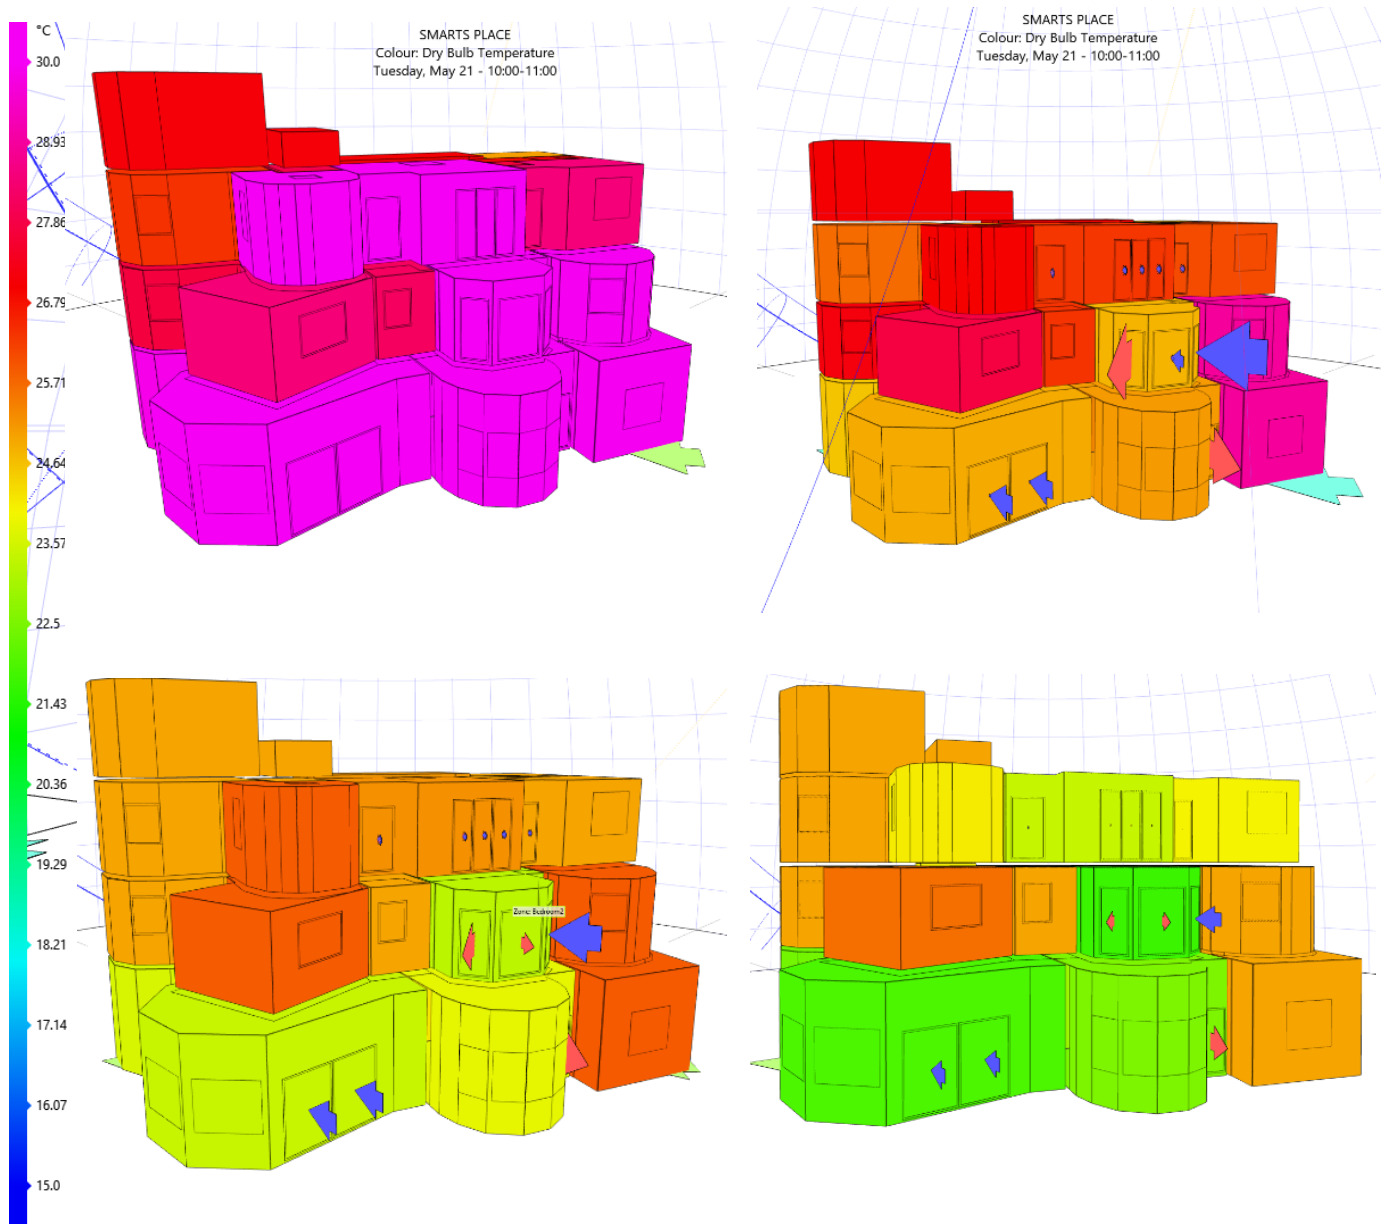 °C
SMARTS PLACE
Colour: Dry Bulb Temperature
Tuesday, May 21 - 10:00-11:00
SMARTS PLACE
Colour: Dry Bulb Temperature
Tuesday, May 21 - 10:00-11:00
30.0
28.93
27.86
26.79
25.71
24.64
23.57
22.5
21.43
20.36
19.29
18.21
17.14
16.07
15.0
Zone: Bedroom2